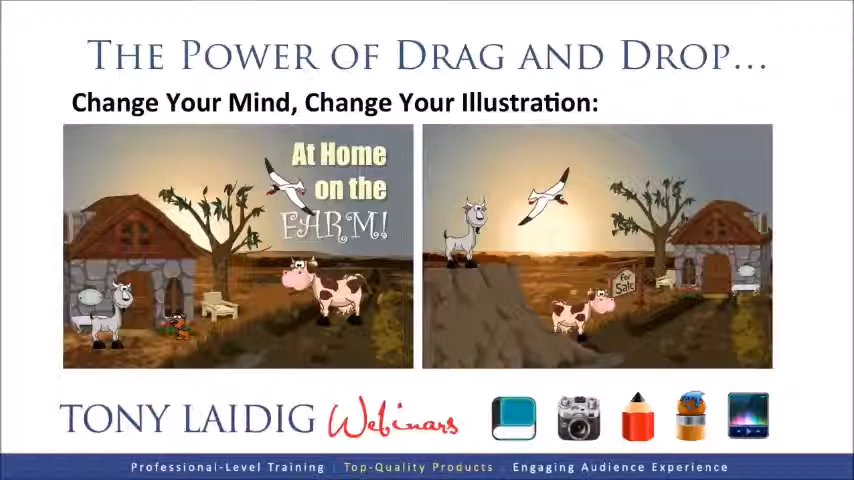 THE POWER OF DRAG AND DROP...
Change Your Mind, Change Your Illustration:
At Home
on the
FARM!
For
Sale
TONY LAIDIG Webinars
Professional-Level Training | Top-Quality Products | Engaging Audience Experience